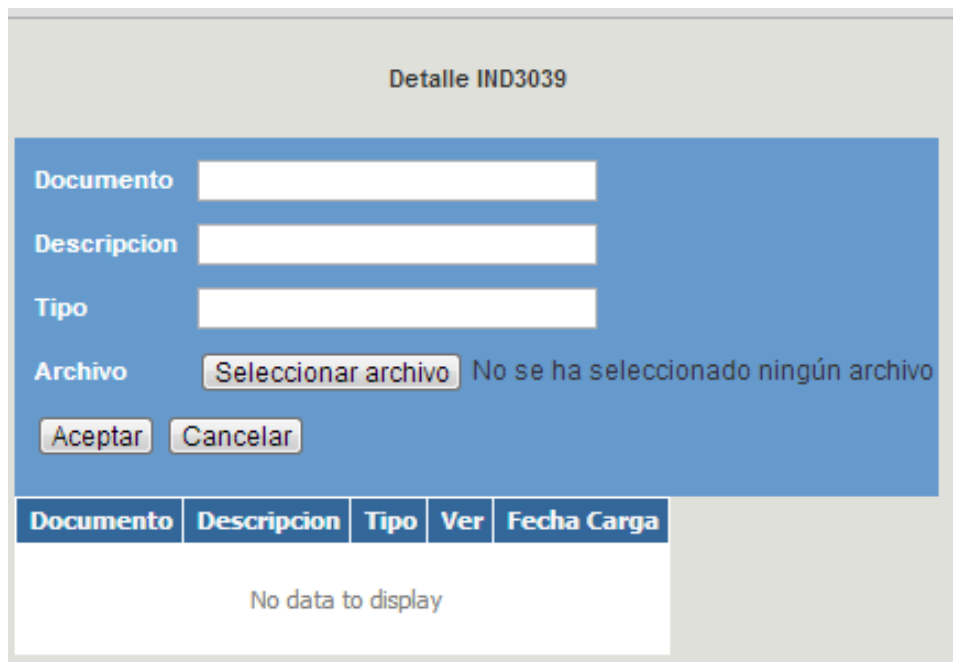 Detalle IND3039
Documento
Descripcion
Tipo
Archivo Seleccionar archivo No se ha seleccionado ningún archivo
Aceptar Cancelar
Documento Descripcion Tipo Ver Fecha Carga
No data to display